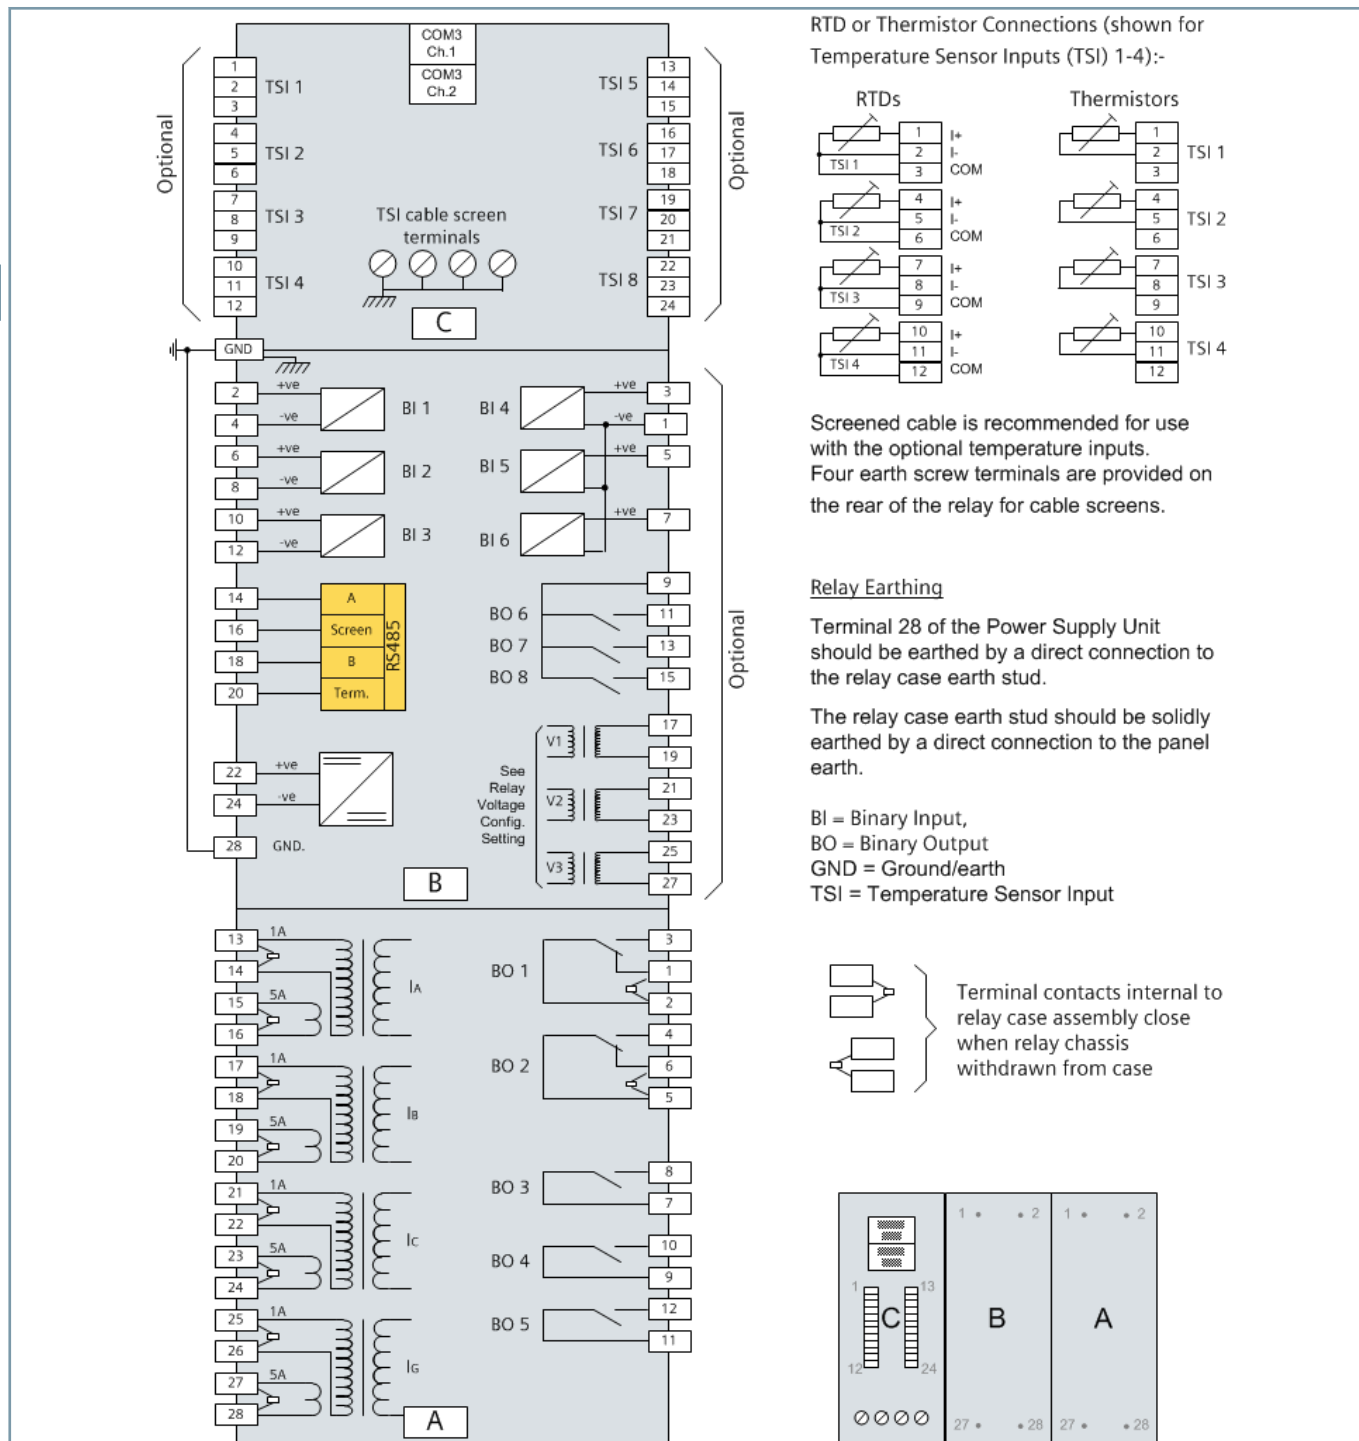 COM3
Ch.1
COM3
Ch.2
Optional
1
2
3
TSI 1
4
5
6
TSI 2
7
8
9
TSI 3
10
11
12
TSI 4
13
14
15
TSI 5
16
17
18
TSI 6
19
20
21
TSI 7
22
23
24
TSI 8
Optional
TSI cable screen
terminals
C
GND
2 +ve
4 -ve
BI 1
6 +ve
8 -ve
BI 2
10 +ve
12 -ve
BI 3
BI 4
+ve 3
-ve 1
BI 5
+ve 5
BI 6
+ve 7
14 A
16 Screen
18 B
20 Term.
RS485
9
BO 6 11
BO 7 13
BO 8 15
Optional
22 +ve
24 -ve
28 GND.
See
Relay
Voltage
Config.
Setting
V1
17
19
V2
21
23
V3
25
27
B
13 1A
14
15 5A
16
IA
17 1A
18
19 5A
20
IB
21 1A
22
23 5A
24
IC
25 1A
26
27 5A
28
IG
BO 1
3
1
2
BO 2
4
6
5
BO 3
8
7
BO 4
10
9
BO 5
12
11
A
RTD or Thermistor Connections (shown for
Temperature Sensor Inputs (TSI) 1-4):-
RTDs
1 I+
2 I-
TSI 1 3 COM
4 I+
5 I-
TSI 2 6 COM
7 I+
8 I-
TSI 3 9 COM
10 I+
11 I-
TSI 4 12 COM
Thermistors
1
2 TSI 1
3
4
5 TSI 2
6
7
8 TSI 3
9
10
11 TSI 4
12
Screened cable is recommended for use
with the optional temperature inputs.
Four earth screw terminals are provided on
the rear of the relay for cable screens.
Relay Earthing
Terminal 28 of the Power Supply Unit
should be earthed by a direct connection to
the relay case earth stud.
The relay case earth stud should be solidly
earthed by a direct connection to the panel
earth.
BI = Binary Input,
BO = Binary Output
GND = Ground/earth
TSI = Temperature Sensor Input
Terminal contacts internal to
relay case assembly close
when relay chassis
withdrawn from case
1 13
C
12 24
1 2
B
27 28
1 2
A
27 28